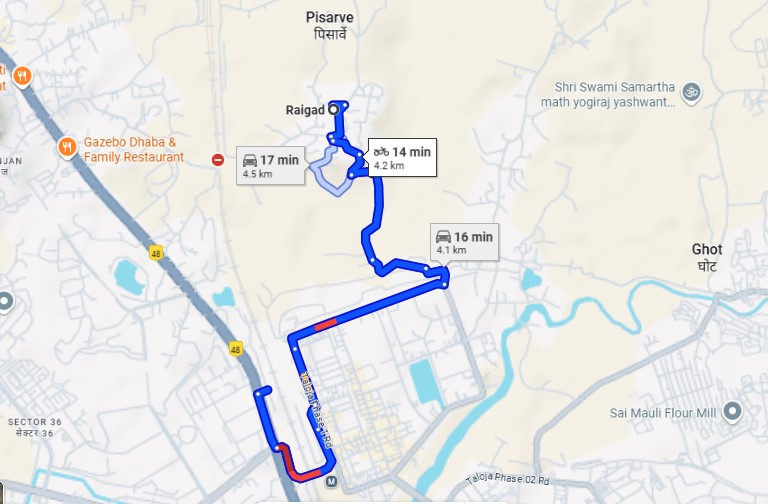 Pisarve
पिसार्वे
Raigad
Shri Swami Samartha
math yogiraj yashwant...
Gazebo Dhaba &
Family Restaurant
14 min
4.2 km
17 min
4.5 km
16 min
4.1 km
48
Ghot
घोट
48
Taloja Phase 1 Rd
Sai Mauli Flour Mill
SECTOR 36
सेक्टर 36
M
Taloja Phase 02 Rd